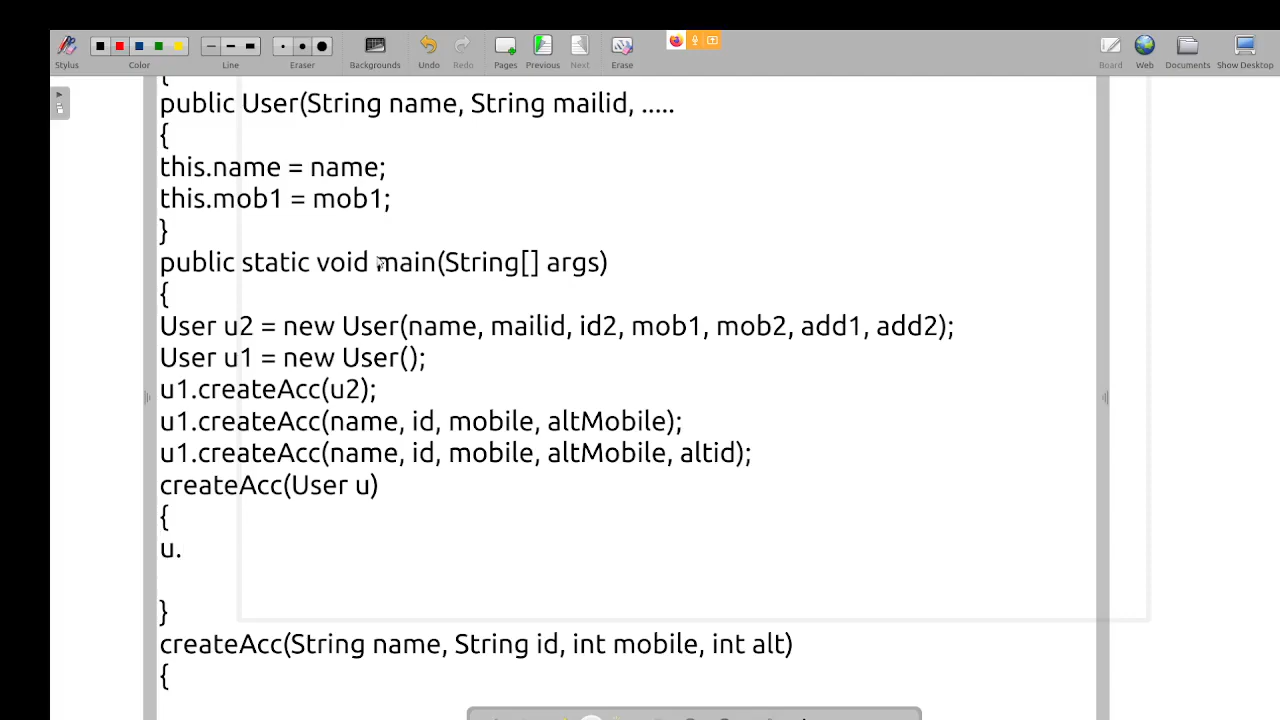 Stylus
Color
Line
Eraser
Backgrounds
Undo
Redo
Pages
Previous
Next
Erase
Board
Web
Documents
Show Desktop
{
public User(String name, String mailid, .....
{
this.name = name;
this.mob1 = mob1;
}
public static void main(String[] args)
{
User u2 = new User(name, mailid, id2, mob1, mob2, add1, add2);
User u1 = new User();
u1.createAcc(u2);
u1.createAcc(name, id, mobile, altMobile);
u1.createAcc(name, id, mobile, altMobile, altid);
createAcc(User u)
{
u.
}
createAcc(String name, String id, int mobile, int alt)
{